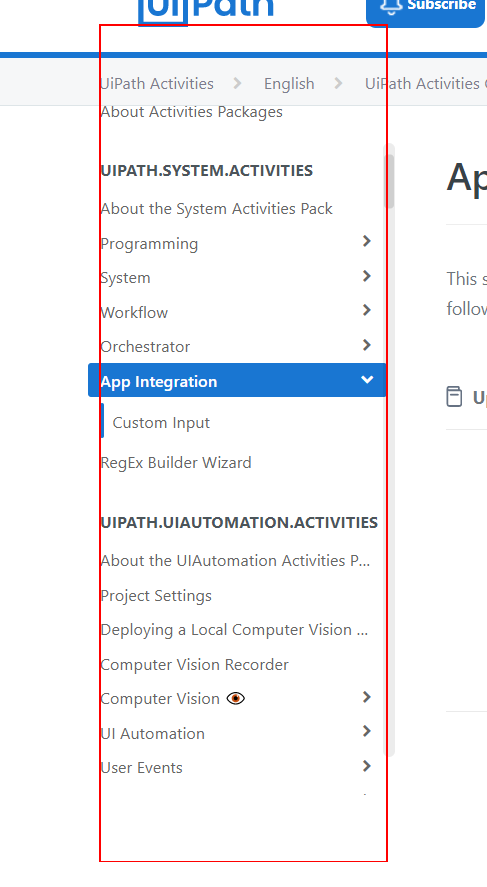 UiPath
Subscribe
UiPath Activities > English > UiPath Activities
About Activities Packages
UIPATH.SYSTEM.ACTIVITIES
About the System Activities Pack
Programming
System
Workflow
Orchestrator
App Integration
Custom Input
RegEx Builder Wizard
UIPATH.UIAUTOMATION.ACTIVITIES
About the UIAutomation Activities P...
Project Settings
Deploying a Local Computer Vision ...
Computer Vision Recorder
Computer Vision
UI Automation
User Events
Ap
This s
follow
Up